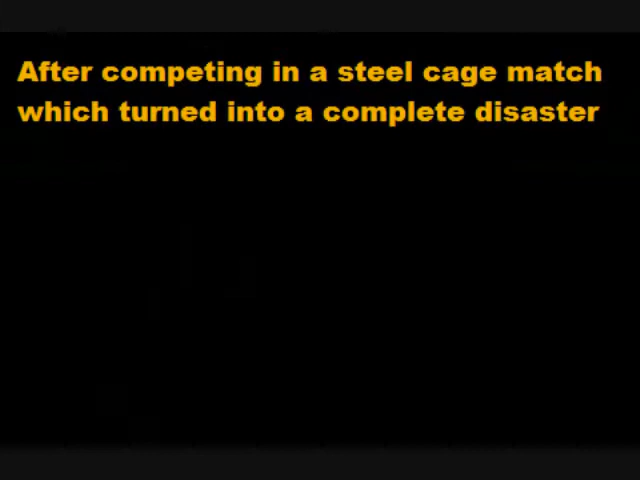 After competing in a steel cage match
which turned into a complete disaster